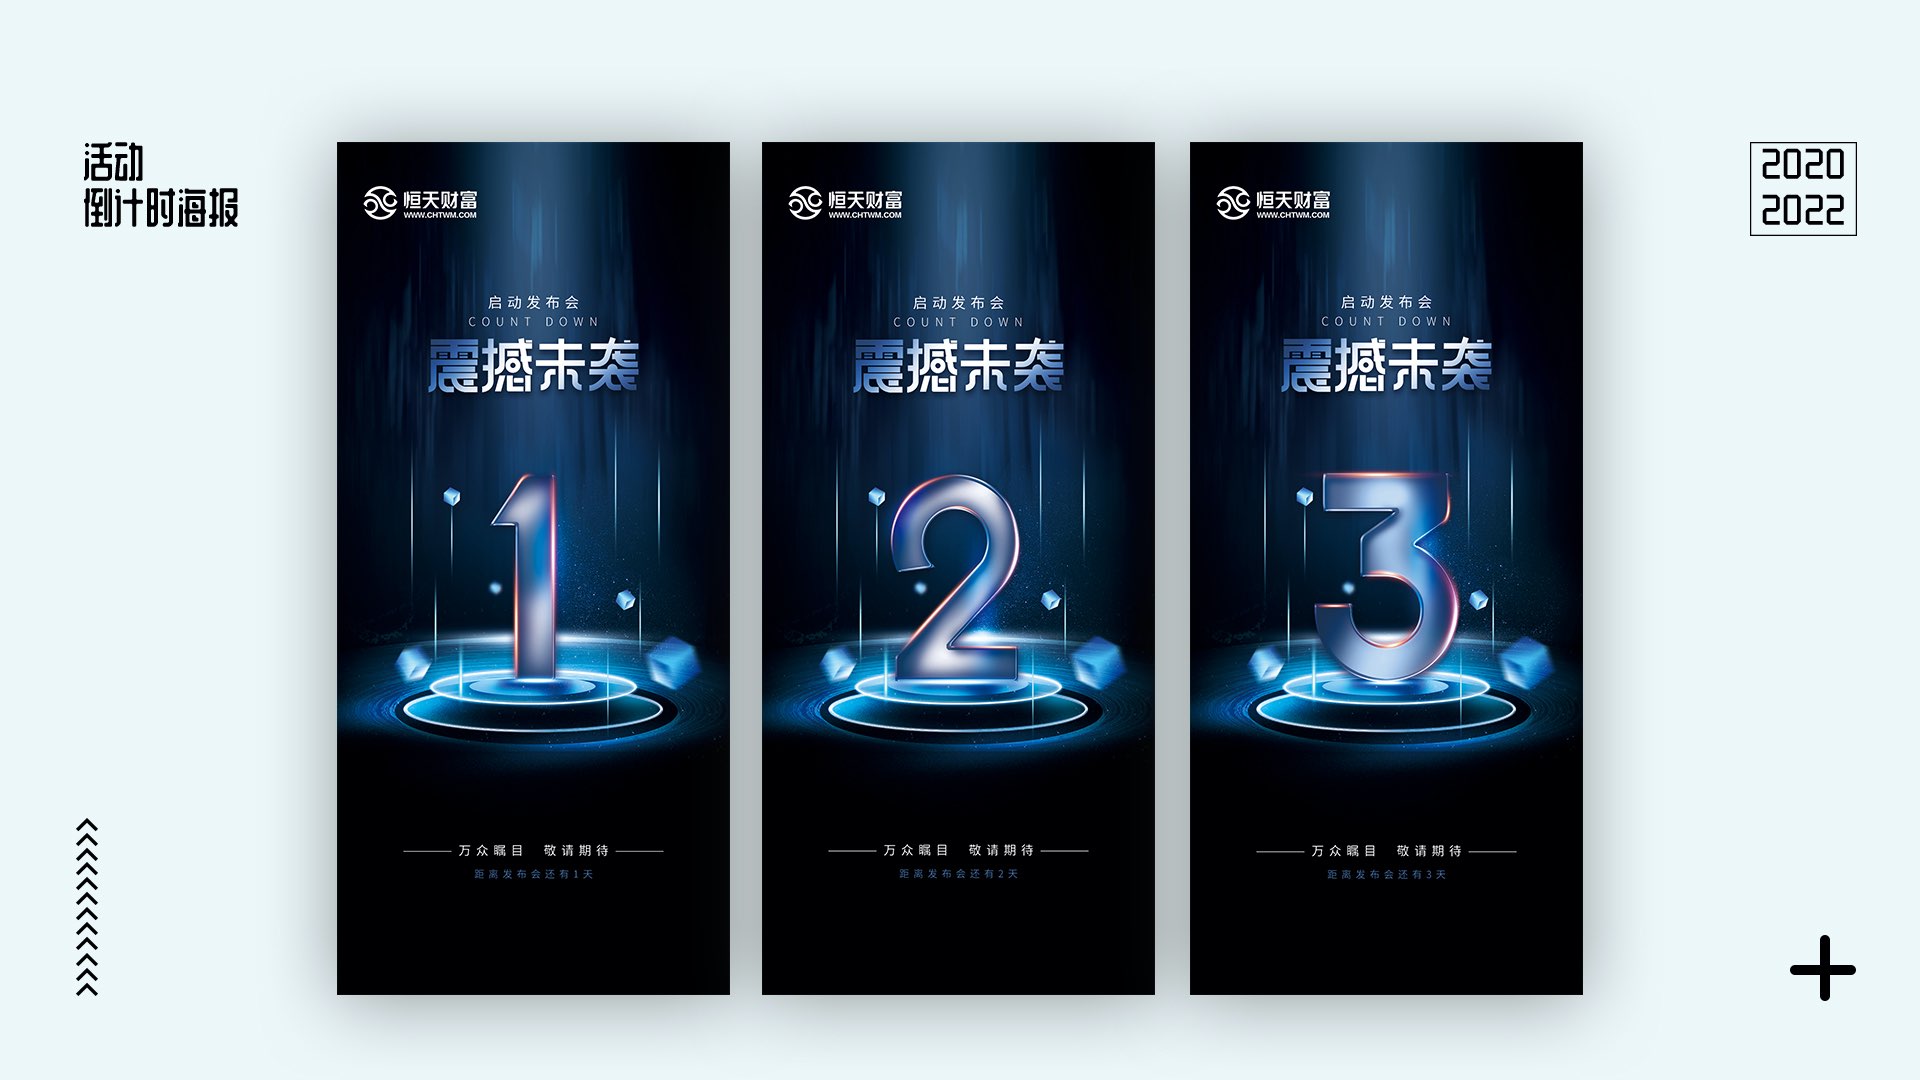 活动
倒计时海报
2020
2022
恒天财富
WWW.CHTWM.COM
启动发布会
COUNT DOWN
震撼未袭
1
万众瞩目 敬请期待
距离发布会还有1天
恒天财富
WWW.CHTWM.COM
启动发布会
COUNT DOWN
震撼未袭
2
万众瞩目 敬请期待
距离发布会还有2天
恒天财富
WWW.CHTWM.COM
启动发布会
COUNT DOWN
震撼未袭
3
万众瞩目 敬请期待
距离发布会还有3天